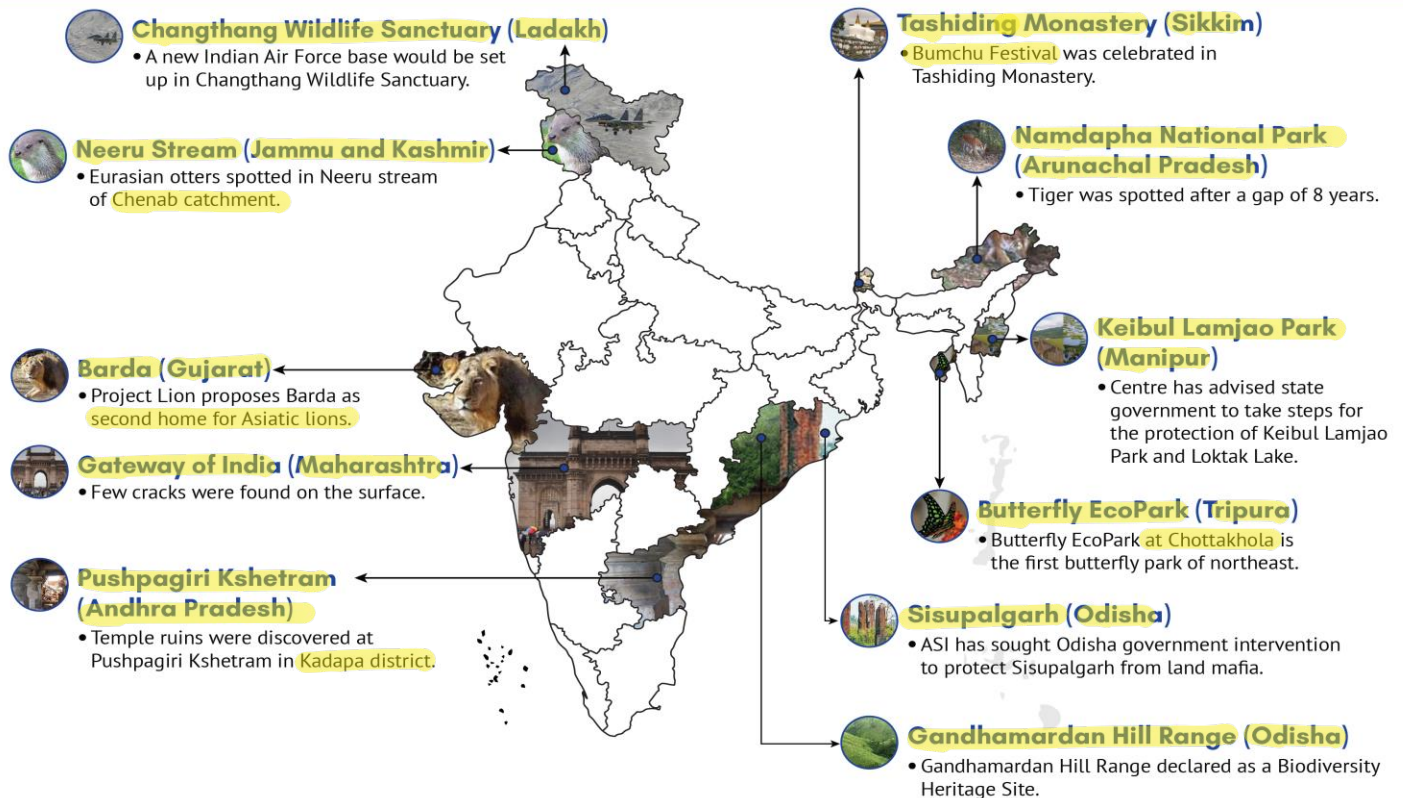 Changthang Wildlife Sanctuary (Ladakh)
• A new Indian Air Force base would be set
up in Changthang Wildlife Sanctuary.
Neeru Stream (Jammu and Kashmir)
• Eurasian otters spotted in Neeru stream
of Chenab catchment.
Barda (Gujarat)
• Project Lion proposes Barda as
second home for Asiatic lions.
Gateway of India (Maharashtra)
• Few cracks were found on the surface.
Pushpagiri Kshetram
(Andhra Pradesh)
• Temple ruins were discovered at
Pushpagiri Kshetram in Kadapa district.
Tashiding Monastery (Sikkim)
• Bumchu Festival was celebrated in
Tashiding Monastery.
Namdapha National Park
(Arunachal Pradesh)
• Tiger was spotted after a gap of 8 years.
Keibul Lamjao Park
(Manipur)
• Centre has advised state
government to take steps for
the protection of Keibul Lamjao
Park and Loktak Lake.
Butterfly EcoPark (Tripura)
• Butterfly EcoPark at Chottakhola is
the first butterfly park of northeast.
Sisupalgarh (Odisha)
• ASI has sought Odisha government intervention
to protect Sisupalgarh from land mafia.
Gandhamardan Hill Range (Odisha)
• Gandhamardan Hill Range declared as a Biodiversity
Heritage Site.